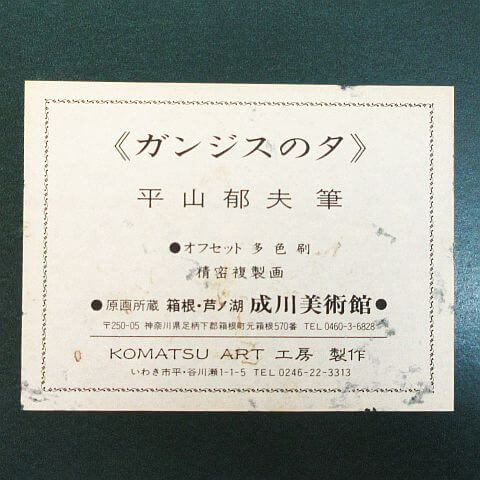 《ガンジスの夕》
平山郁夫筆
●オフセット 多色刷
精密複製画
●原画所蔵 箱根・芦ノ湖 成川美術館●
〒250-05 神奈川県足柄下郡箱根町元箱根570番 TEL 0460-3-6828
KOMATSU ART 工房 製作
いわき市平・谷川瀬1-1-5 TEL 0246-22-3313